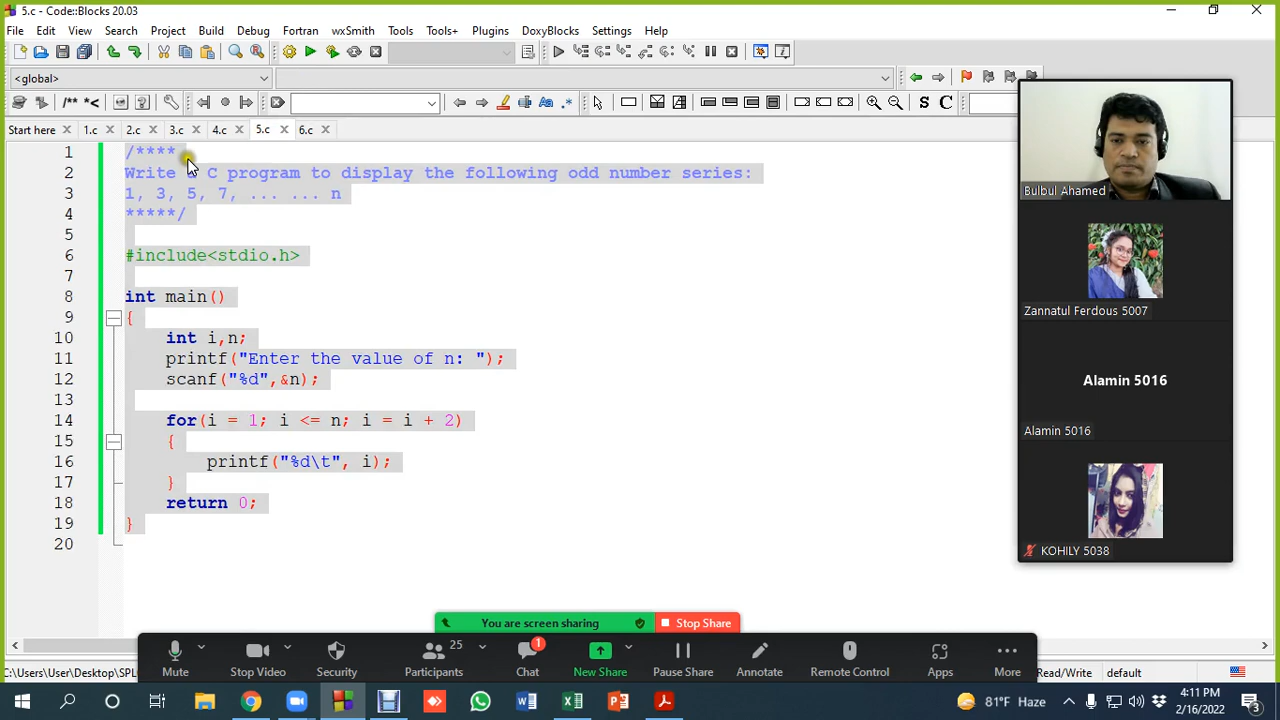 5.c - Code::Blocks 20.03
File Edit View Search Project Build Debug Fortran wxSmith Tools Tools+ Plugins DoxyBlocks Settings Help
<global>
/** *<
S C
Start here 1.c 2.c 3.c 4.c 5.c 6.c
1 /****
2 Write a C program to display the following odd number series:
3 1, 3, 5, 7, ... ... n
4 *****/
5
6 #include<stdio.h>
7
8 int main()
9 {
10 int i,n;
11 printf("Enter the value of n: ");
12 scanf("%d",&n);
13
14 for(i = 1; i <= n; i = i + 2)
15 {
16 printf("%d\t", i);
17 }
18 return 0;
19 }
20
Bulbul Ahamed
Zannatul Ferdous 5007
Alamin 5016
Alamin 5016
KOHILY 5038
You are screen sharing Stop Share
25 1
Mute Stop Video Security Participants Chat New Share Pause Share Annotate Remote Control Apps More
C:\Users\User\Desktop\SPL Read/Write default
81°F Haze
4:11 PM
2/16/2022
3